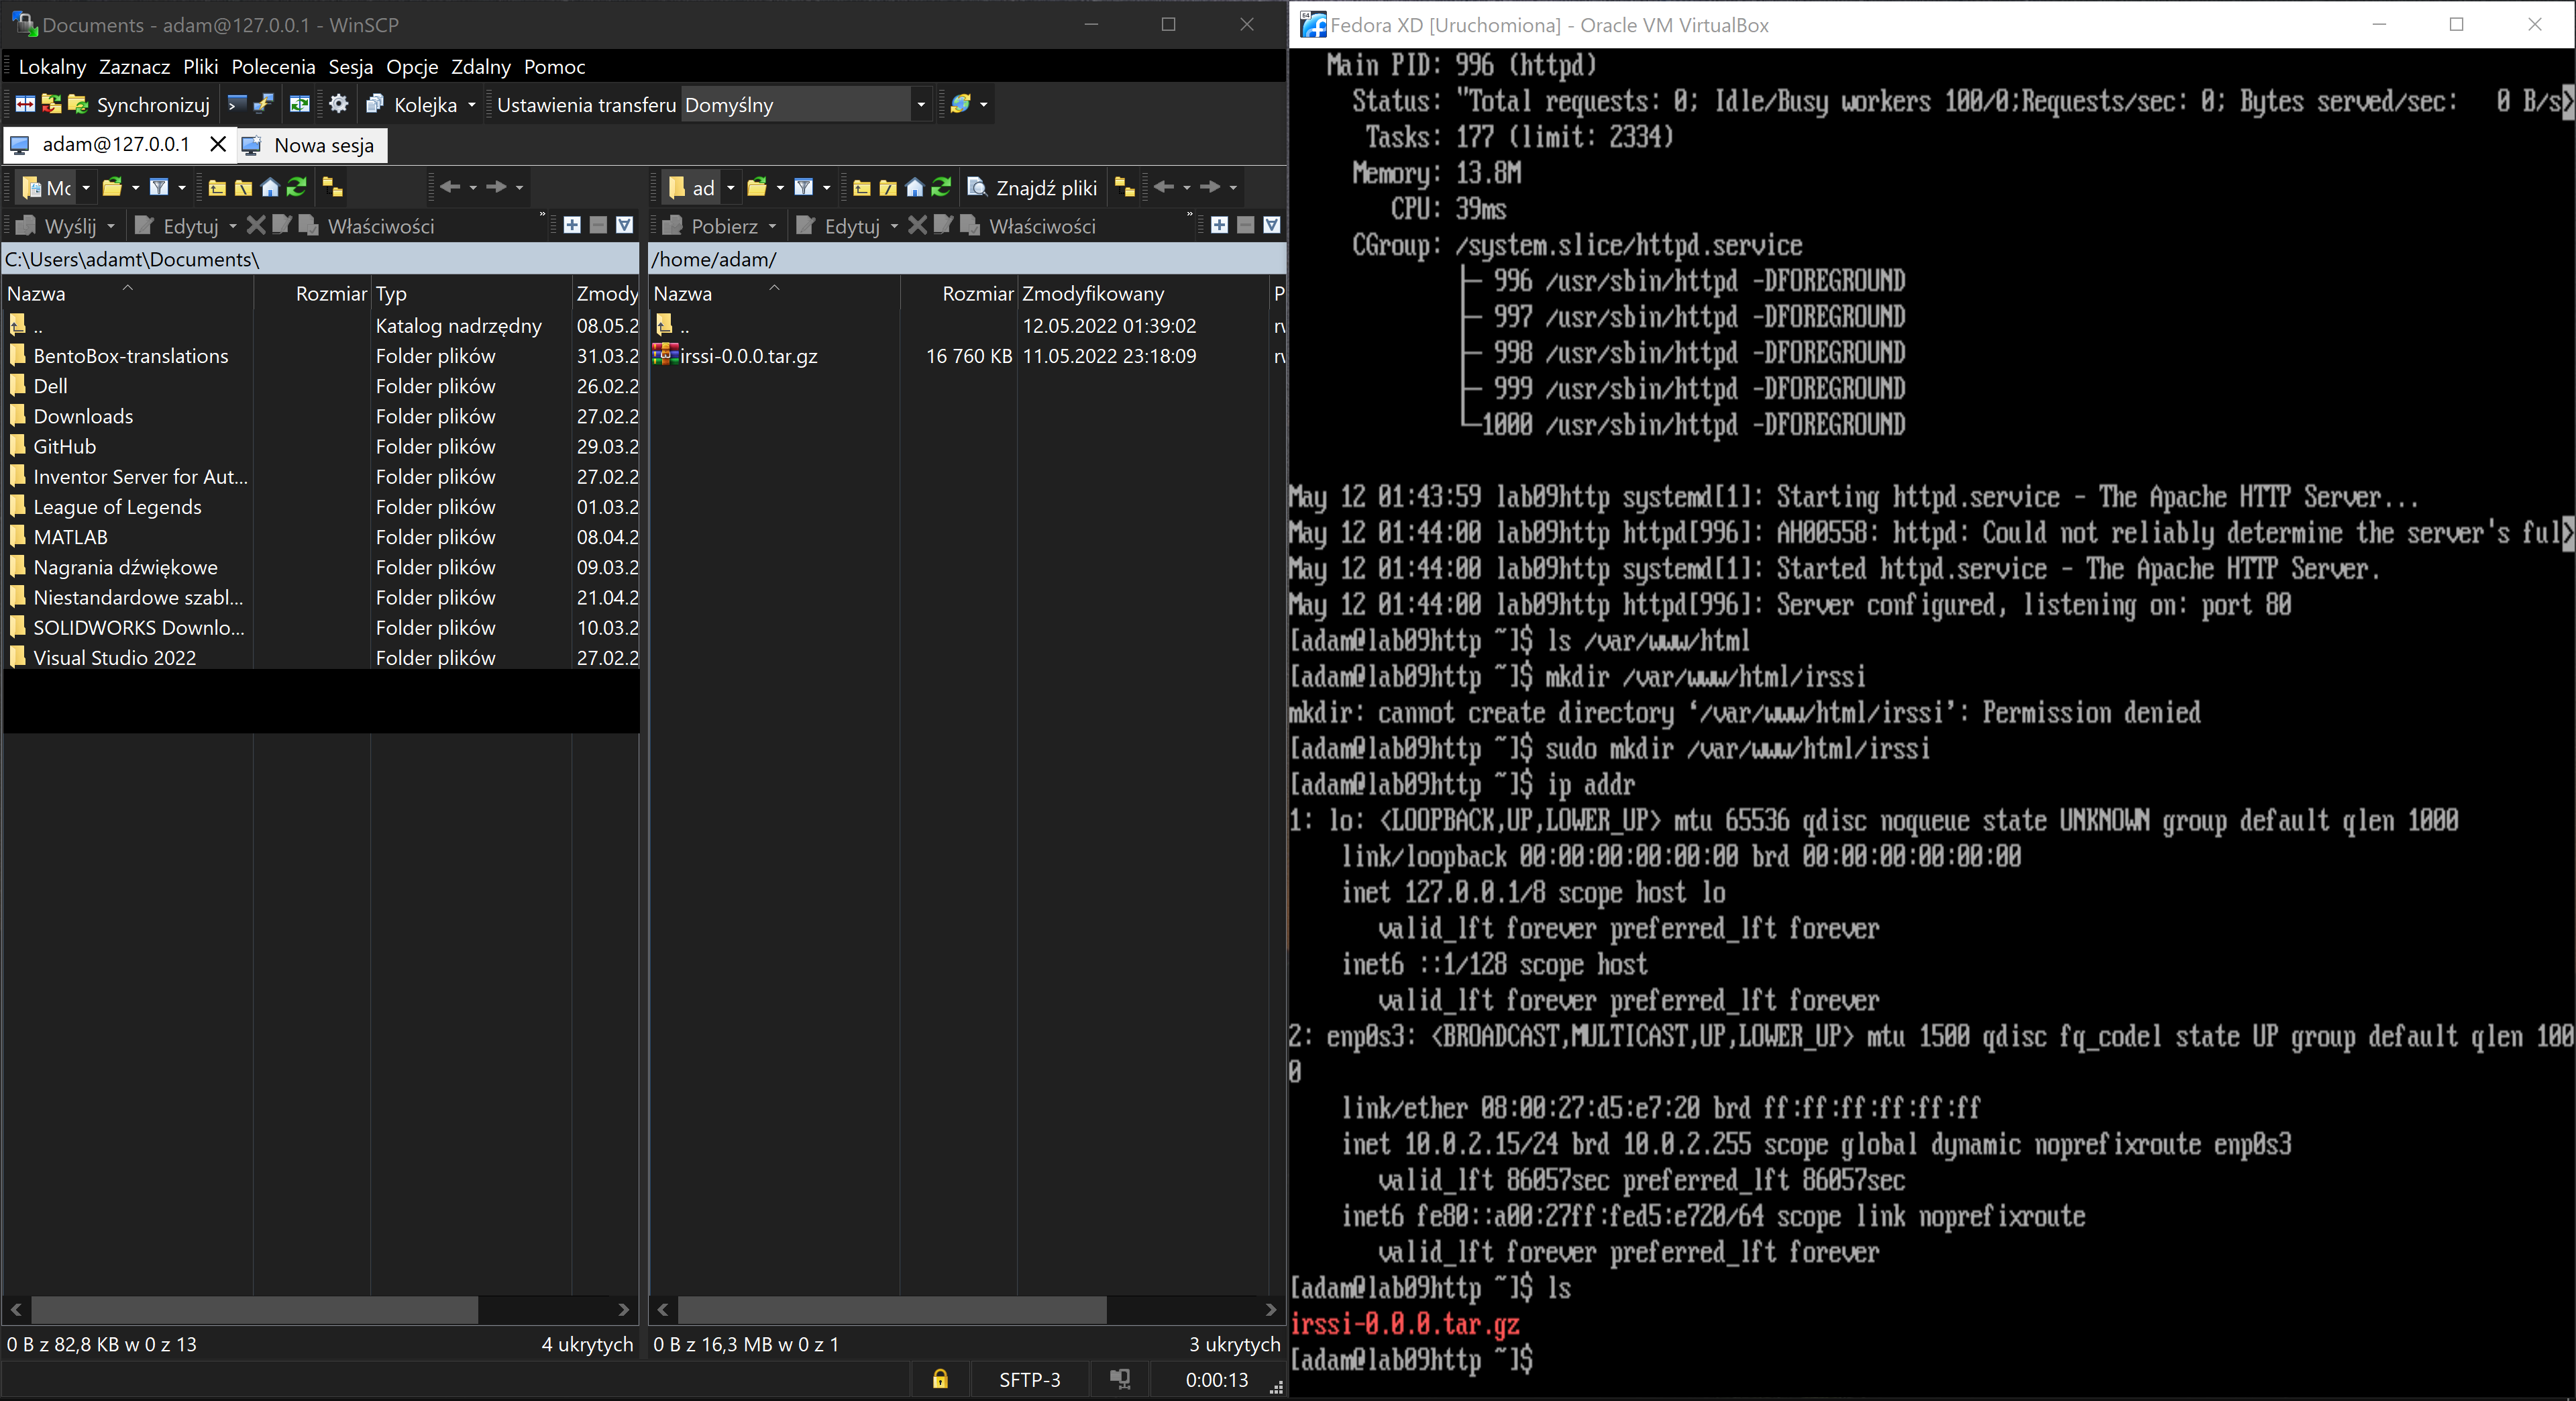 Documents - adam@127.0.0.1 - WinSCP
Lokalny Zaznacz Pliki Polecenia Sesja Opcje Zdalny Pomoc
Synchronizuj Kolejka Ustawienia transferu Domyślny
adam@127.0.0.1 Nowa sesja
Mc
Wyślij Edytuj Właściwości
C:\Users\adamt\Documents\
Nazwa Rozmiar Typ Zmody
.. Katalog nadrzędny 08.05.2
BentoBox-translations Folder plików 31.03.2
Dell Folder plików 26.02.2
Downloads Folder plików 27.02.2
GitHub Folder plików 29.03.2
Inventor Server for Aut... Folder plików 27.02.2
League of Legends Folder plików 01.03.2
MATLAB Folder plików 08.04.2
Nagrania dźwiękowe Folder plików 09.03.2
Niestandardowe szabl... Folder plików 21.04.2
SOLIDWORKS Downlo... Folder plików 10.03.2
Visual Studio 2022 Folder plików 27.02.2
0 B z 82,8 KB w 0 z 13 4 ukrytych
ad Znajdź pliki
Pobierz Edytuj Właściwości
/home/adam/
Nazwa Rozmiar Zmodyfikowany P
.. 12.05.2022 01:39:02
irssi-0.0.0.tar.gz 16 760 KB 11.05.2022 23:18:09
0 B z 16,3 MB w 0 z 1 3 ukrytych
SFTP-3 0:00:13
Fedora XD [Uruchomiona] - Oracle VM VirtualBox
Main PID: 996 (httpd)
Status: "Total requests: 0; Idle/Busy workers 100/0;Requests/sec: 0; Bytes served/sec:   0 B/s>
Tasks: 177 (limit: 2334)
Memory: 13.8M
CPU: 39ms
CGroup: /system.slice/httpd.service
├─ 996 /usr/sbin/httpd -DFOREGROUND
├─ 997 /usr/sbin/httpd -DFOREGROUND
├─ 998 /usr/sbin/httpd -DFOREGROUND
├─ 999 /usr/sbin/httpd -DFOREGROUND
└─1000 /usr/sbin/httpd -DFOREGROUND
May 12 01:43:59 lab09http systemd[1]: Starting httpd.service - The Apache HTTP Server...
May 12 01:44:00 lab09http httpd[996]: AH00558: httpd: Could not reliably determine the server's ful>
May 12 01:44:00 lab09http systemd[1]: Started httpd.service - The Apache HTTP Server.
May 12 01:44:00 lab09http httpd[996]: Server configured, listening on: port 80
[adam@lab09http ~]$ ls /var/www/html
[adam@lab09http ~]$ mkdir /var/www/html/irssi
mkdir: cannot create directory ‘/var/www/html/irssi’: Permission denied
[adam@lab09http ~]$ sudo mkdir /var/www/html/irssi
[adam@lab09http ~]$ ip addr
1: lo: <LOOPBACK,UP,LOWER_UP> mtu 65536 qdisc noqueue state UNKNOWN group default qlen 1000
link/loopback 00:00:00:00:00:00 brd 00:00:00:00:00:00
inet 127.0.0.1/8 scope host lo
valid_lft forever preferred_lft forever
inet6 ::1/128 scope host
valid_lft forever preferred_lft forever
2: enp0s3: <BROADCAST,MULTICAST,UP,LOWER_UP> mtu 1500 qdisc fq_codel state UP group default qlen 100
0
link/ether 08:00:27:d5:e7:20 brd ff:ff:ff:ff:ff:ff
inet 10.0.2.15/24 brd 10.0.2.255 scope global dynamic noprefixroute enp0s3
valid_lft 86057sec preferred_lft 86057sec
inet6 fe80::a00:27ff:fed5:e720/64 scope link noprefixroute
valid_lft forever preferred_lft forever
[adam@lab09http ~]$ ls
irssi-0.0.0.tar.gz
[adam@lab09http ~]$